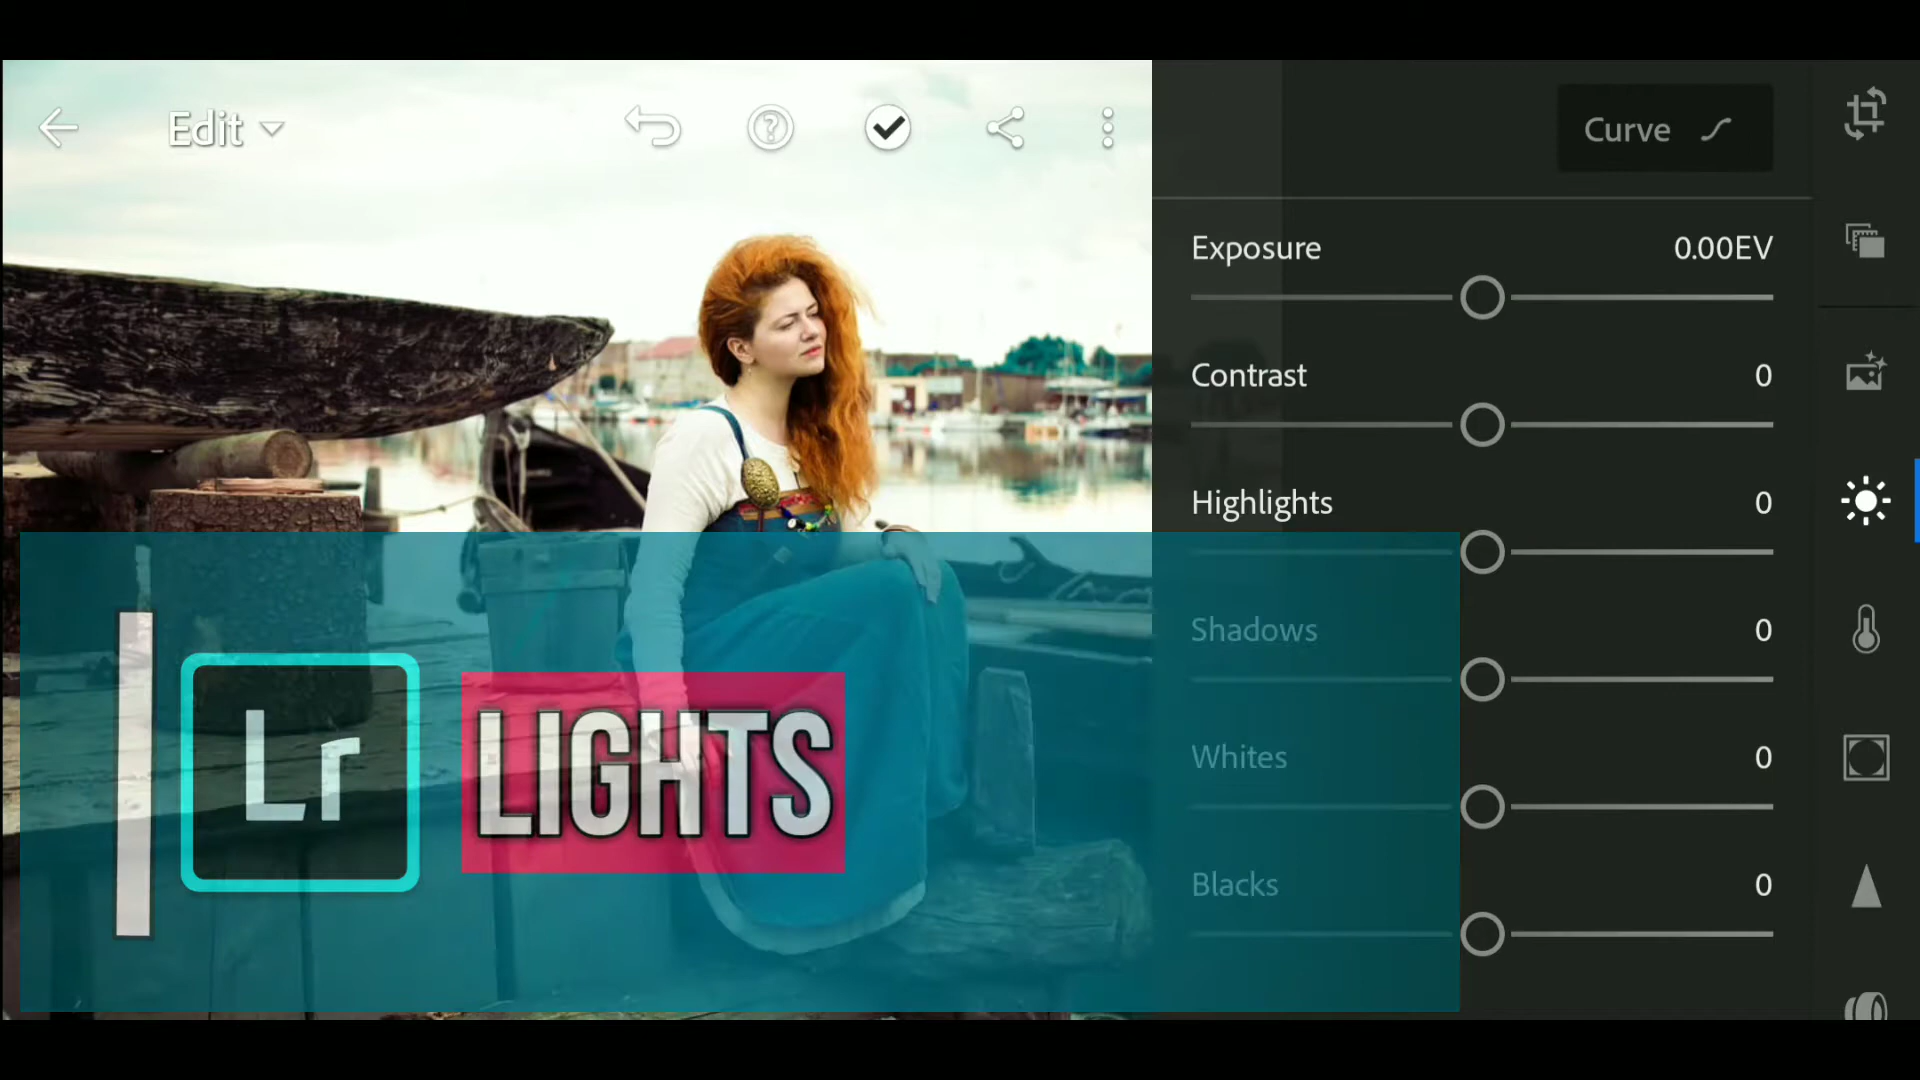 Edit
Curve
Exposure 0.00EV
Contrast 0
Highlights 0
Shadows 0
Whites 0
Blacks 0
Lr LIGHTS